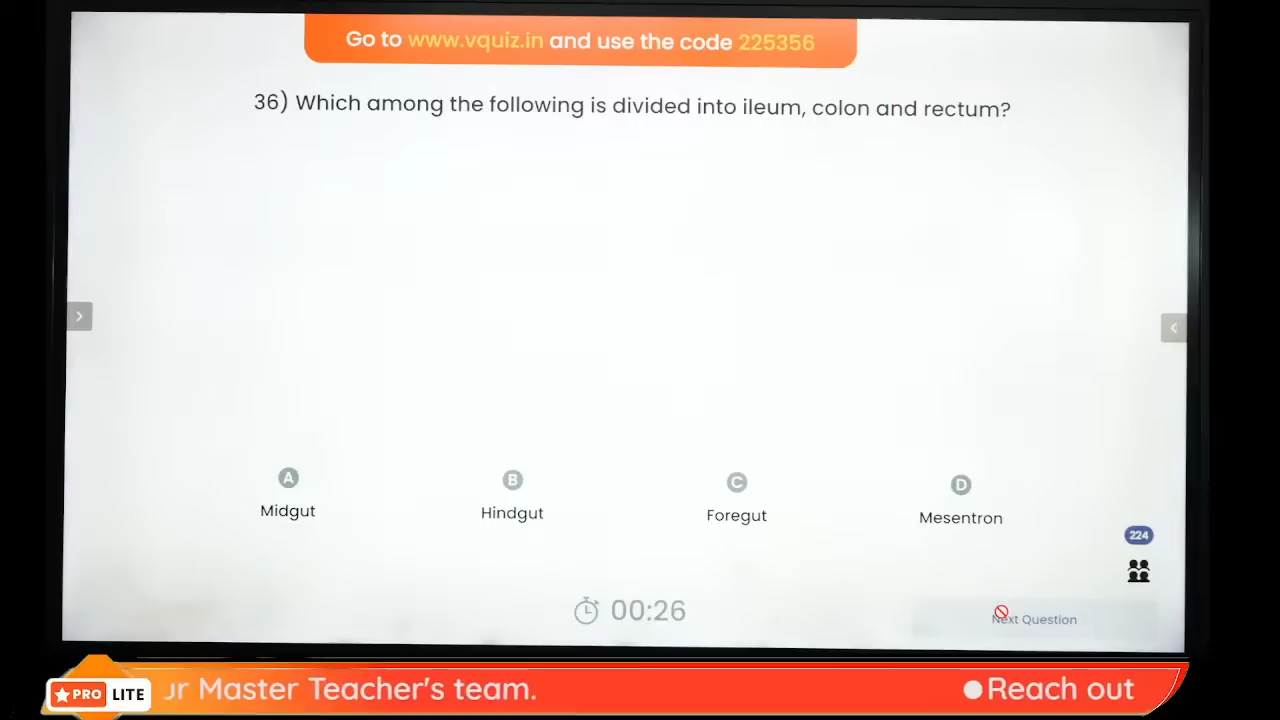 Go to www.vquiz.in and use the code 225356
36) Which among the following is divided into ileum, colon and rectum?
A
B
C
D
Midgut
Hindgut
Foregut
Mesentron
224
00:26
Next Question
PRO LITE
ur Master Teacher's team.
Reach out